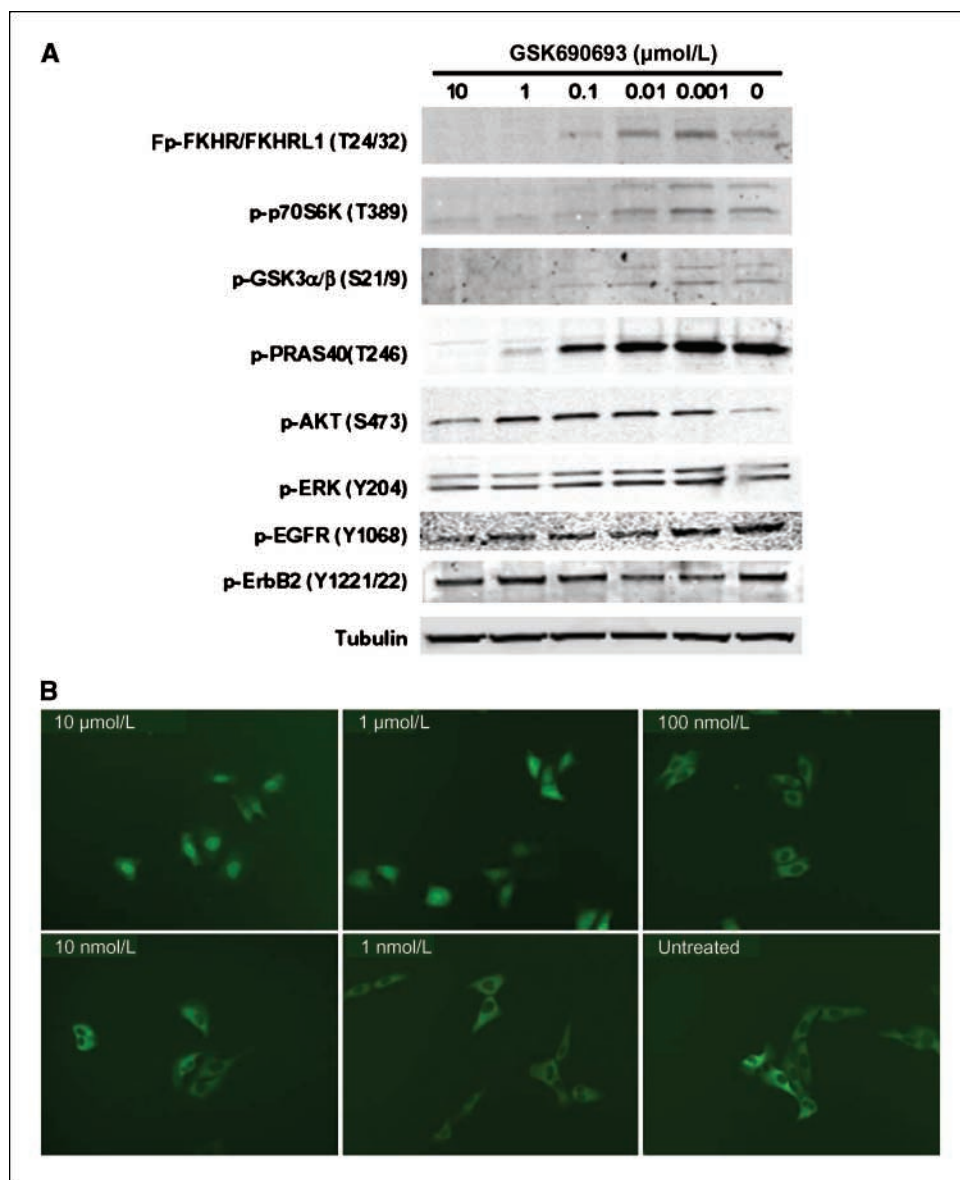 A
GSK690693 (µmol/L)
10 1 0.1 0.01 0.001 0
Fp-FKHR/FKHRL1 (T24/32)
p-p70S6K (T389)
p-GSK3α/β (S21/9)
p-PRAS40(T246)
p-AKT (S473)
p-ERK (Y204)
p-EGFR (Y1068)
p-ErbB2 (Y1221/22)
Tubulin
B
10 µmol/L 1 µmol/L 100 nmol/L
10 nmol/L 1 nmol/L Untreated